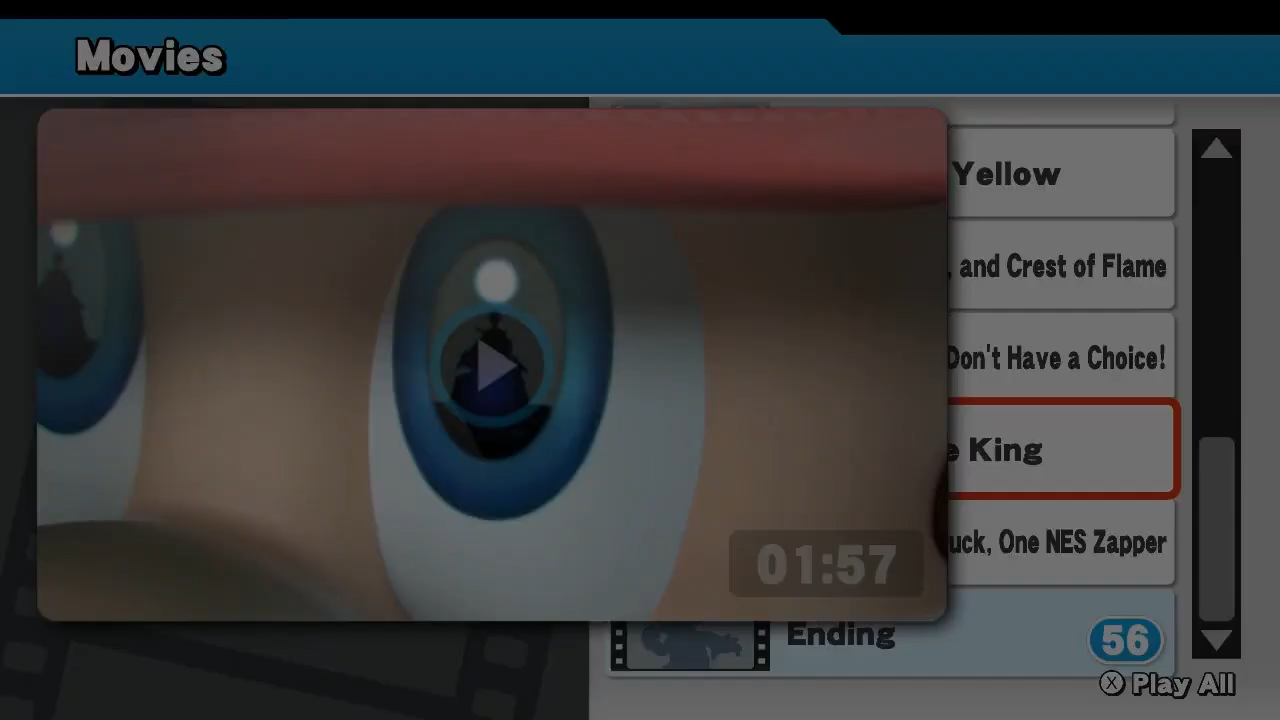 Movies
Yellow
, and Crest of Flame
Don't Have a Choice!
e King
01:57
uck, One NES Zapper
Ending
56
X Play All